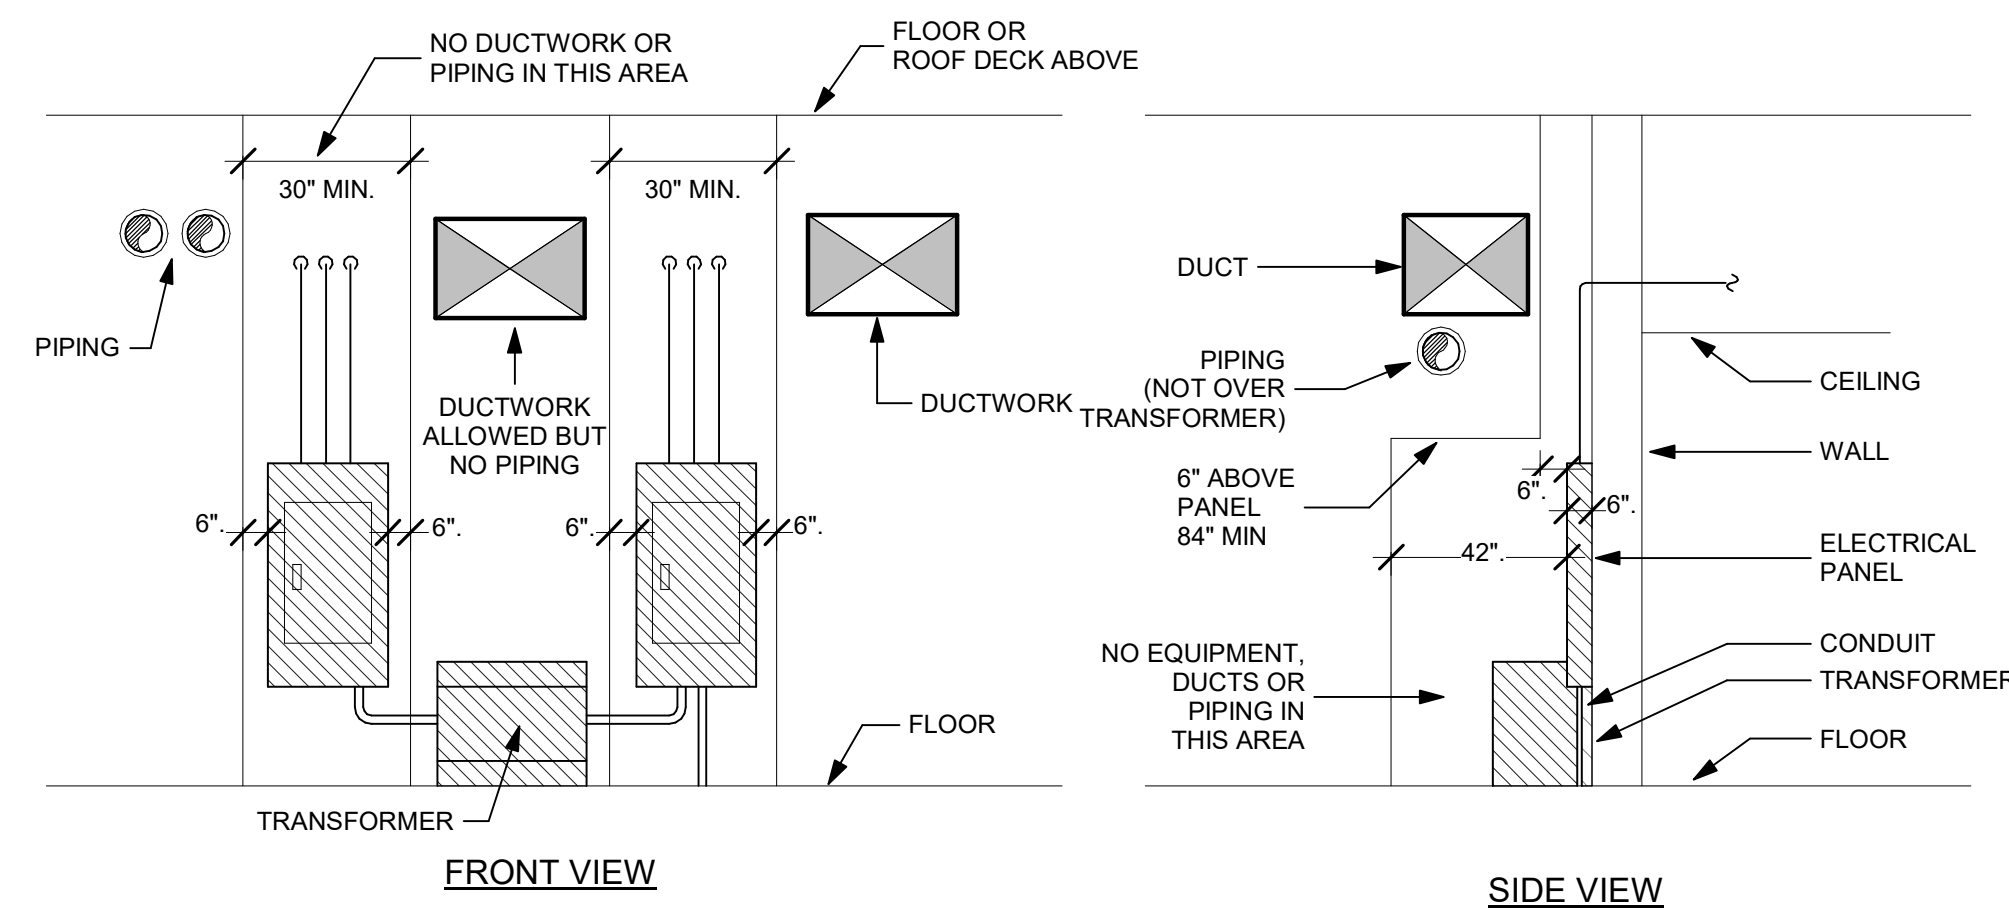 NO DUCTWORK OR
PIPING IN THIS AREA
FLOOR OR
ROOF DECK ABOVE
30" MIN.
30" MIN.
PIPING
DUCTWORK
ALLOWED BUT
NO PIPING
DUCTWORK
6".
6".
6".
6".
FLOOR
TRANSFORMER
FRONT VIEW
DUCT
PIPING
(NOT OVER
TRANSFORMER)
CEILING
WALL
6" ABOVE
PANEL
84" MIN
6".
6".
42".
ELECTRICAL
PANEL
NO EQUIPMENT,
DUCTS OR
PIPING IN
THIS AREA
CONDUIT
TRANSFORMER
FLOOR
SIDE VIEW